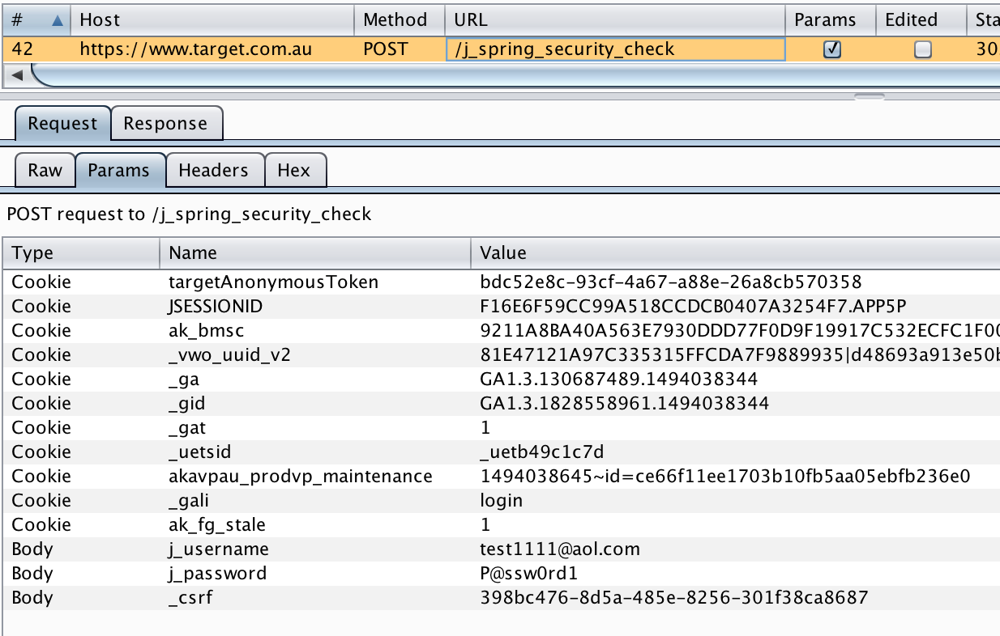 # Host Method URL Params Edited Sta
42 https://www.target.com.au POST /j_spring_security_check 30
Request Response
Raw Params Headers Hex
POST request to /j_spring_security_check
Type Name Value
Cookie targetAnonymousToken bdc52e8c-93cf-4a67-a88e-26a8cb570358
Cookie JSESSIONID F16E6F59CC99A518CCDCB0407A3254F7.APP5P
Cookie ak_bmsc 9211A8BA40A563E7930DDD77F0D9F19917C532ECFC1F00
Cookie _vwo_uuid_v2 81E47121A97C335315FFCDA7F9889935|d48693a913e50b
Cookie _ga GA1.3.130687489.1494038344
Cookie _gid GA1.3.1828558961.1494038344
Cookie _gat 1
Cookie _uetsid _uetb49c1c7d
Cookie akavpau_prodvp_maintenance 1494038645~id=ce66f11ee1703b10fb5aa05ebfb236e0
Cookie _gali login
Cookie ak_fg_stale 1
Body j_username test1111@aol.com
Body j_password P@ssw0rd1
Body _csrf 398bc476-8d5a-485e-8256-301f38ca8687